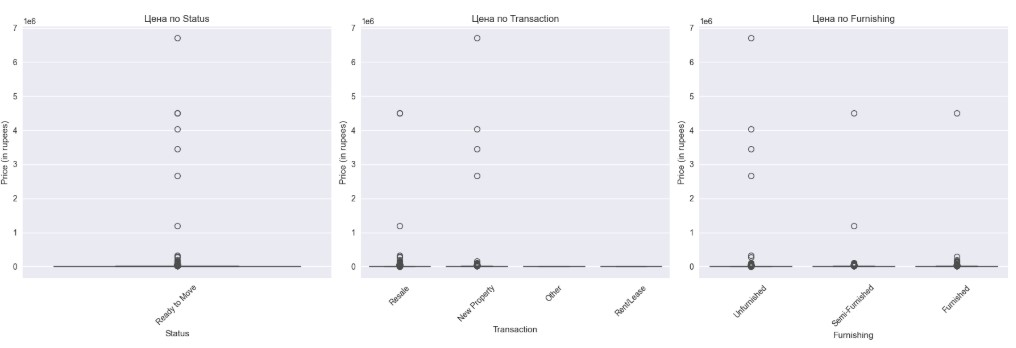 Цена по Status
1e6
7
6
5
4
3
2
1
0
Price (in rupees)
Ready to Move
Status
Цена по Transaction
1e6
7
6
5
4
3
2
1
0
Price (in rupees)
Resale
New Property
Other
Rent/Lease
Transaction
Цена по Furnishing
1e6
7
6
5
4
3
2
1
0
Price (in rupees)
Unfurnished
Semi-Furnished
Furnished
Furnishing